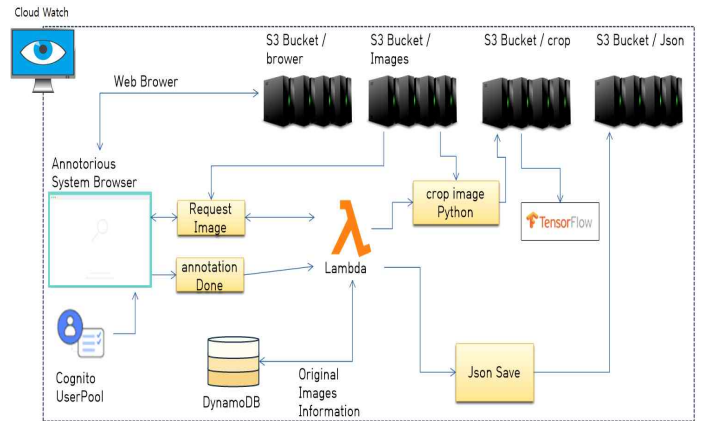 Cloud Watch
S3 Bucket /
brower
S3 Bucket /
Images
S3 Bucket / crop
S3 Bucket / Json
Web Brower
Annotorious
System Browser
Request
Image
crop image
Python
TensorFlow
annotation
Done
Lambda
Cognito
UserPool
DynamoDB
Original
Images
Information
Json Save